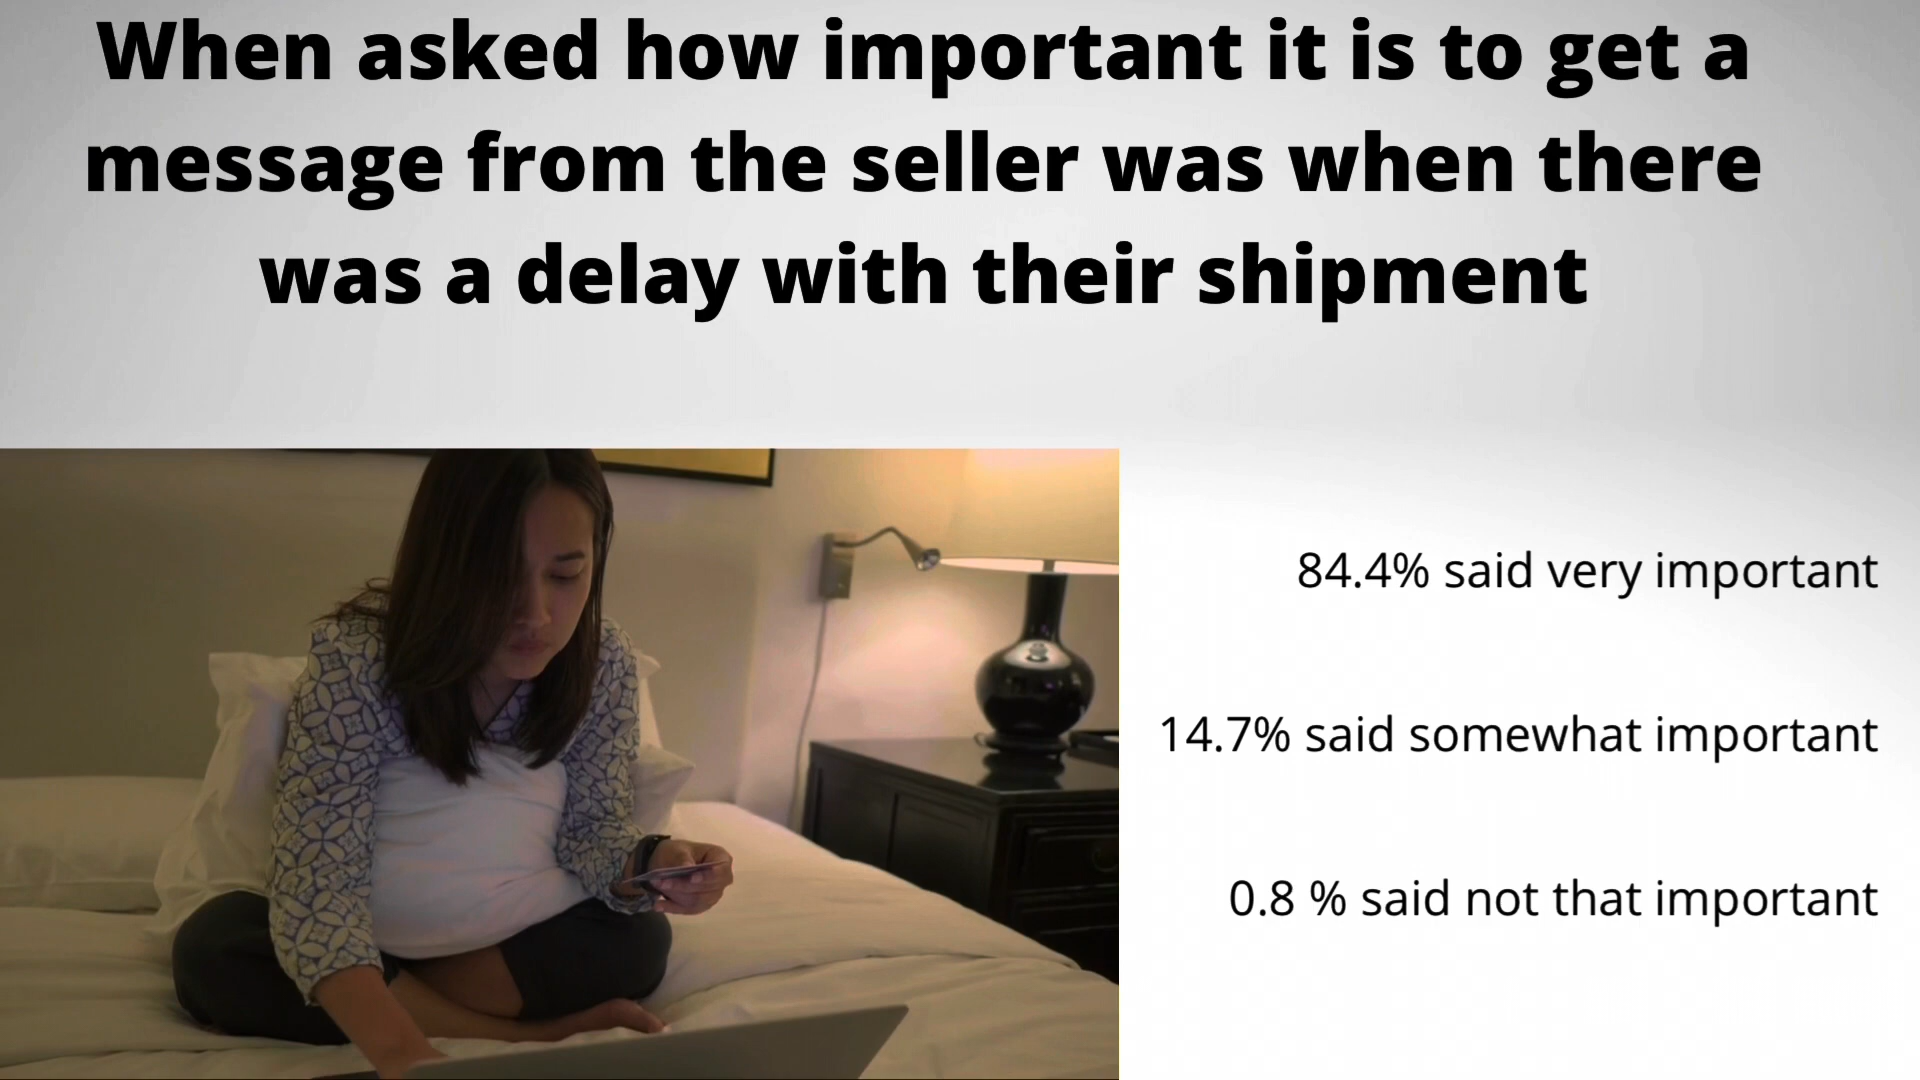 When asked how important it is to get a
message from the seller was when there
was a delay with their shipment
84.4% said very important
14.7% said somewhat important
0.8 % said not that important